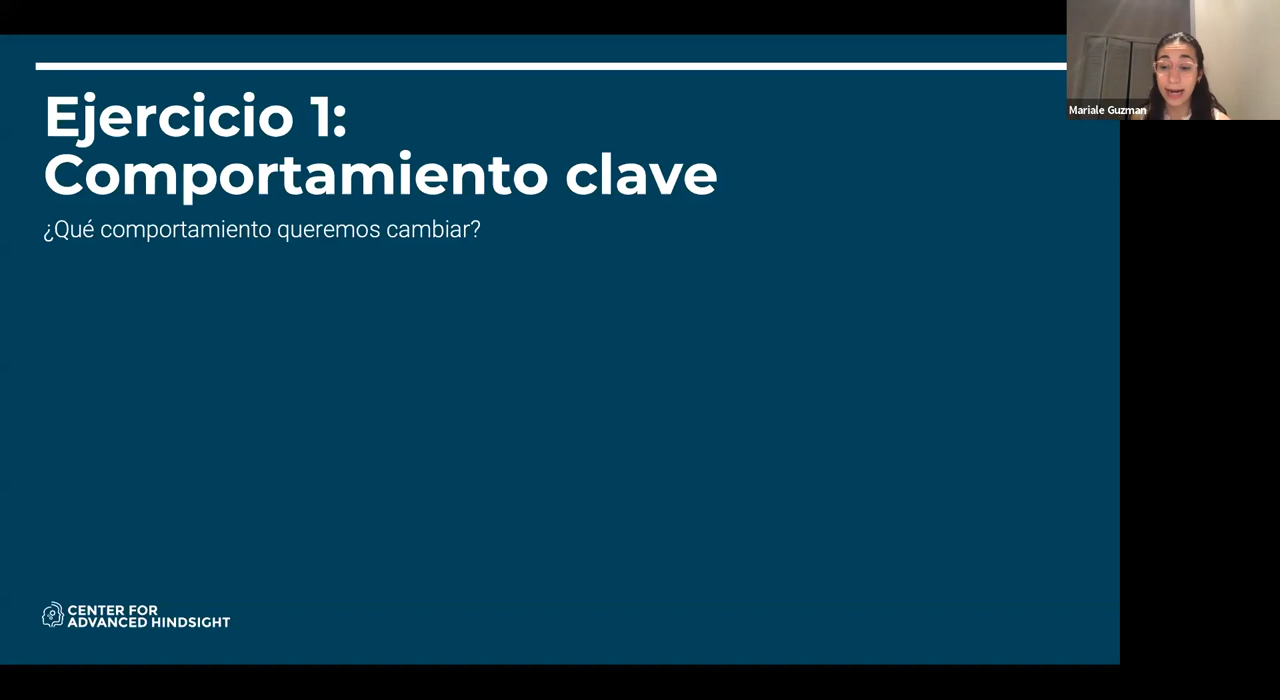 Ejercicio 1:
Comportamiento clave
¿Qué comportamiento queremos cambiar?
Mariale Guzman
CENTER FOR
ADVANCED HINDSIGHT